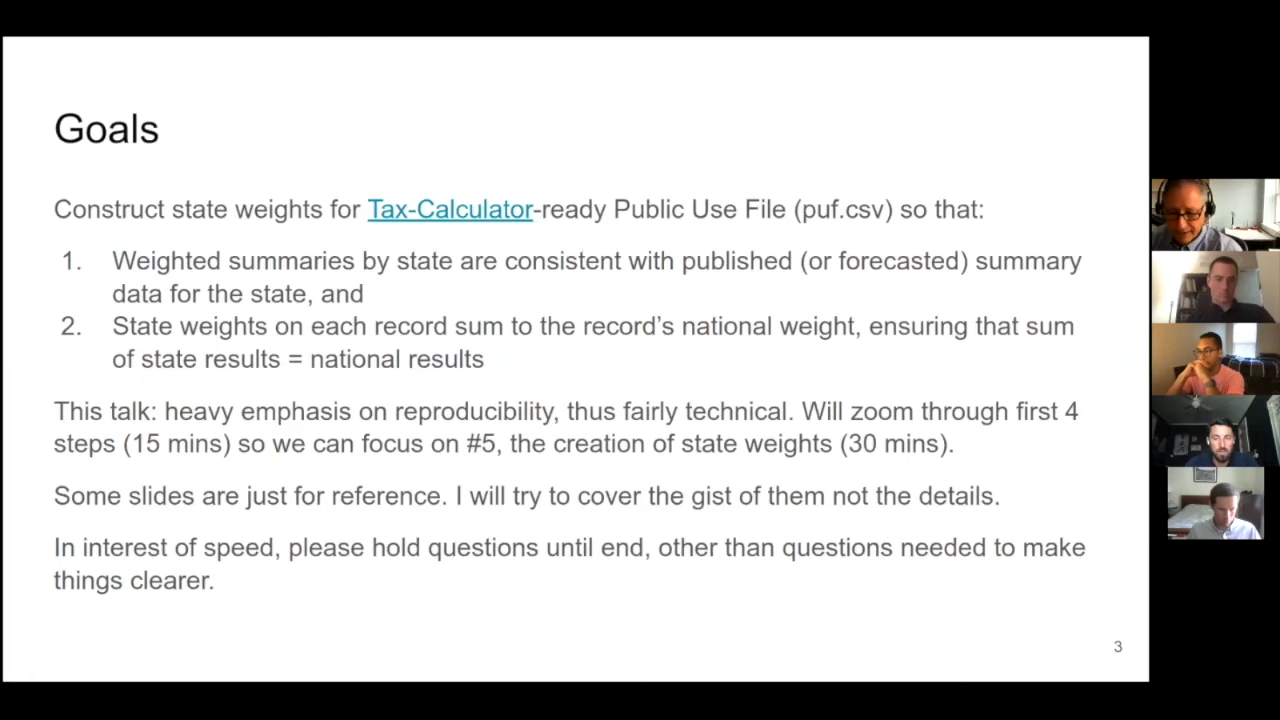 Goals
Construct state weights for Tax-Calculator-ready Public Use File (puf.csv) so that:
1. Weighted summaries by state are consistent with published (or forecasted) summary
data for the state, and
2. State weights on each record sum to the record’s national weight, ensuring that sum
of state results = national results
This talk: heavy emphasis on reproducibility, thus fairly technical. Will zoom through first 4
steps (15 mins) so we can focus on #5, the creation of state weights (30 mins).
Some slides are just for reference. I will try to cover the gist of them not the details.
In interest of speed, please hold questions until end, other than questions needed to make
things clearer.
3